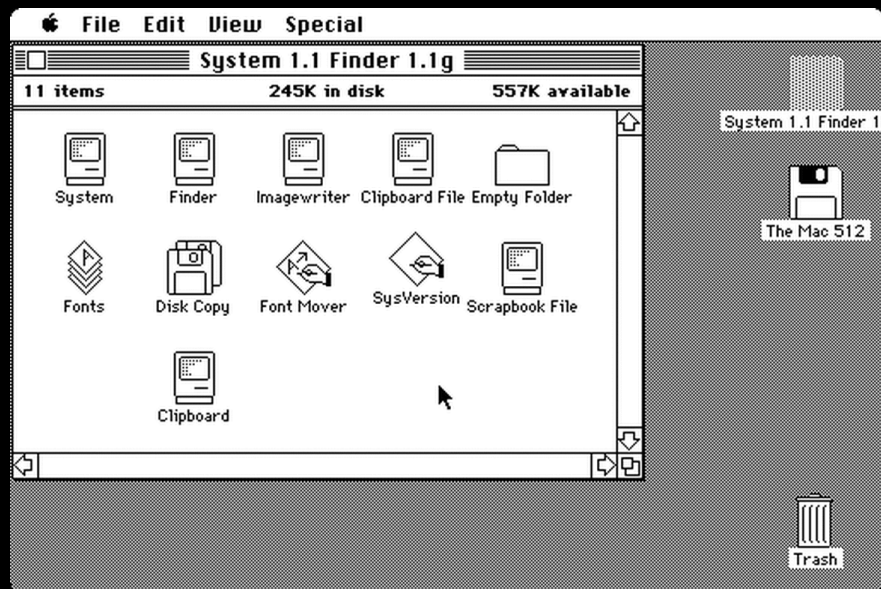 File Edit View Special
System 1.1 Finder 1.1g
11 items 245K in disk 557K available
System Finder Imagewriter Clipboard File Empty Folder
Fonts Disk Copy Font Mover SysVersion Scrapbook File
Clipboard
System 1.1 Finder 1
The Mac 512
Trash